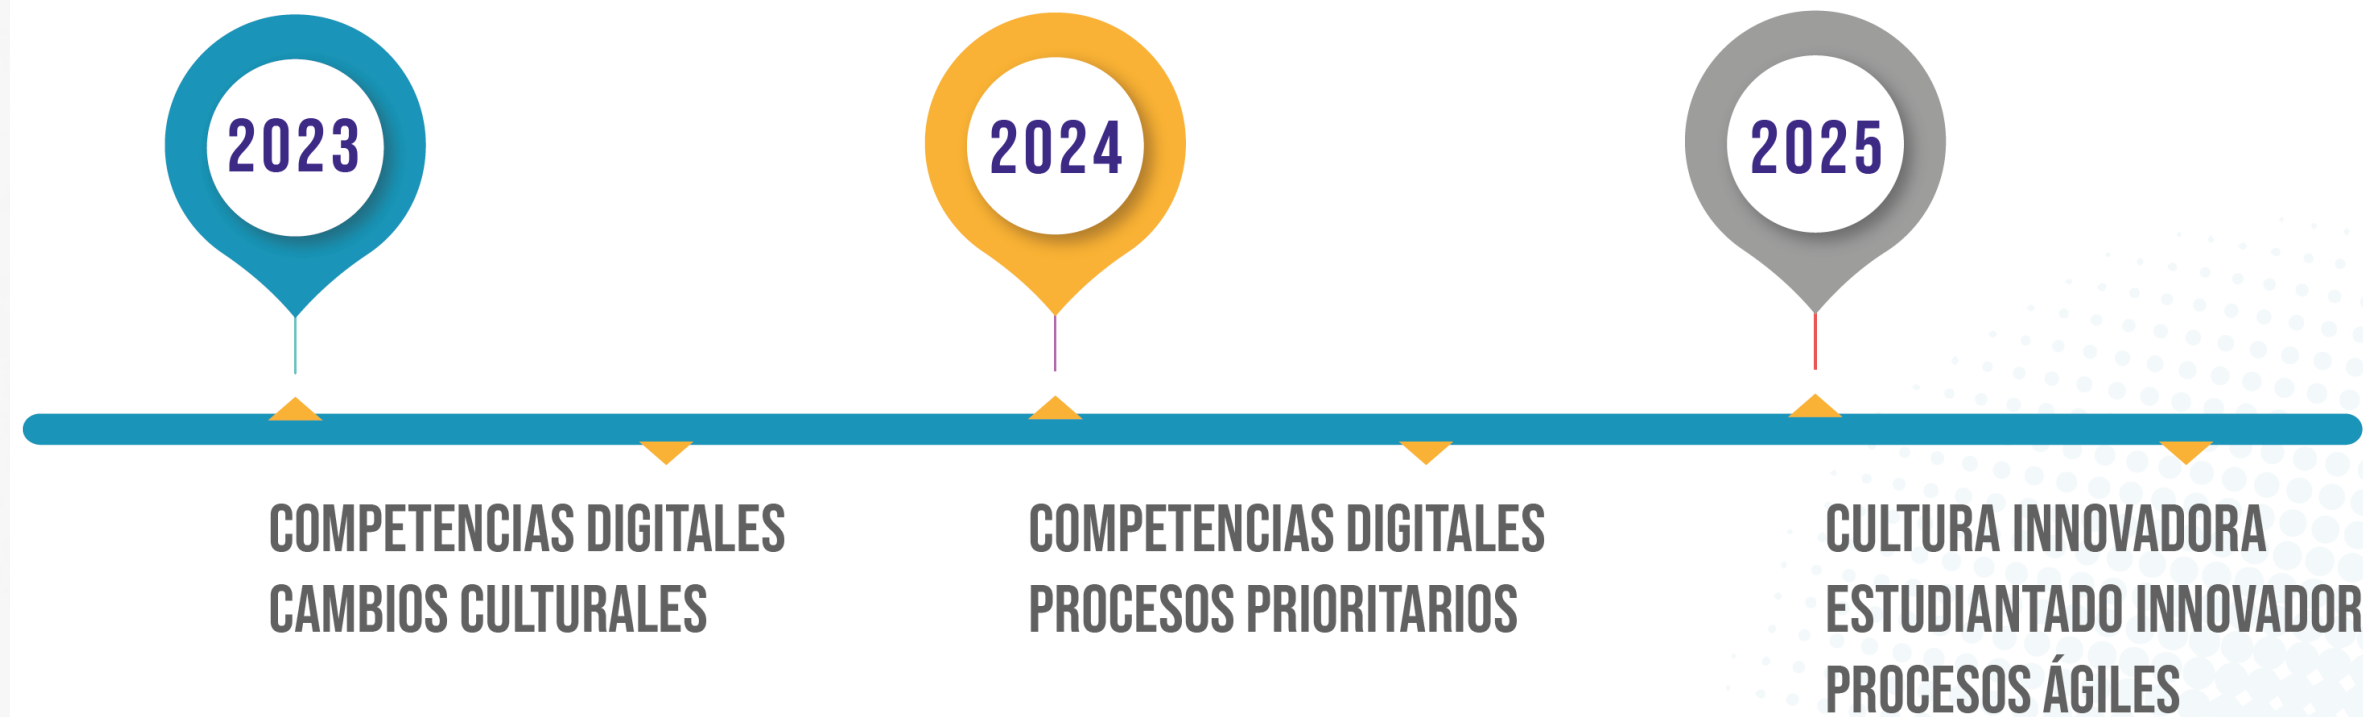 2023
2024
2025
COMPETENCIAS DIGITALES
CAMBIOS CULTURALES
COMPETENCIAS DIGITALES
PROCESOS PRIORITARIOS
CULTURA INNOVADORA
ESTUDIANTADO INNOVADOR
PROCESOS ÁGILES